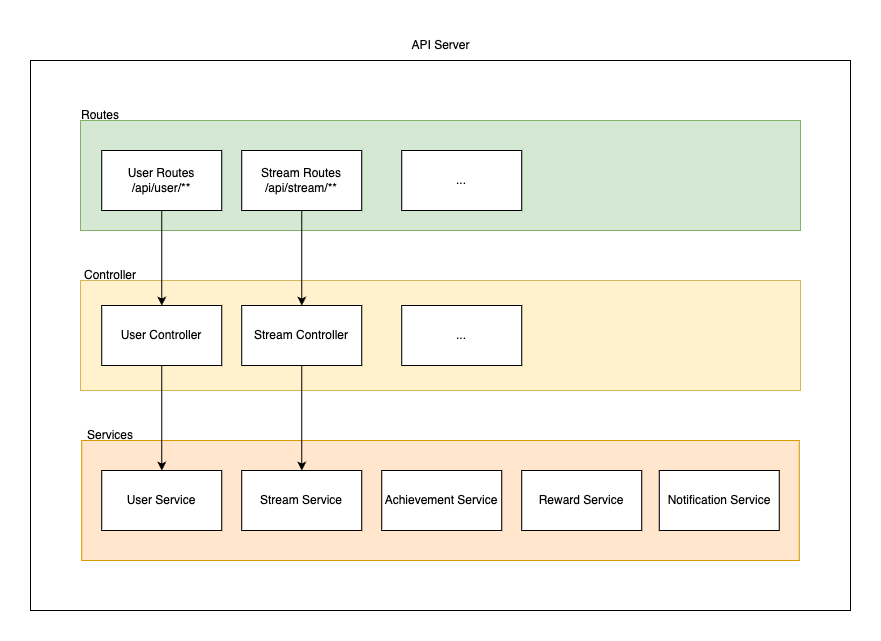 API Server
Routes
User Routes
/api/user/**
Stream Routes
/api/stream/**
...
Controller
User Controller
Stream Controller
...
Services
User Service
Stream Service
Achievement Service
Reward Service
Notification Service